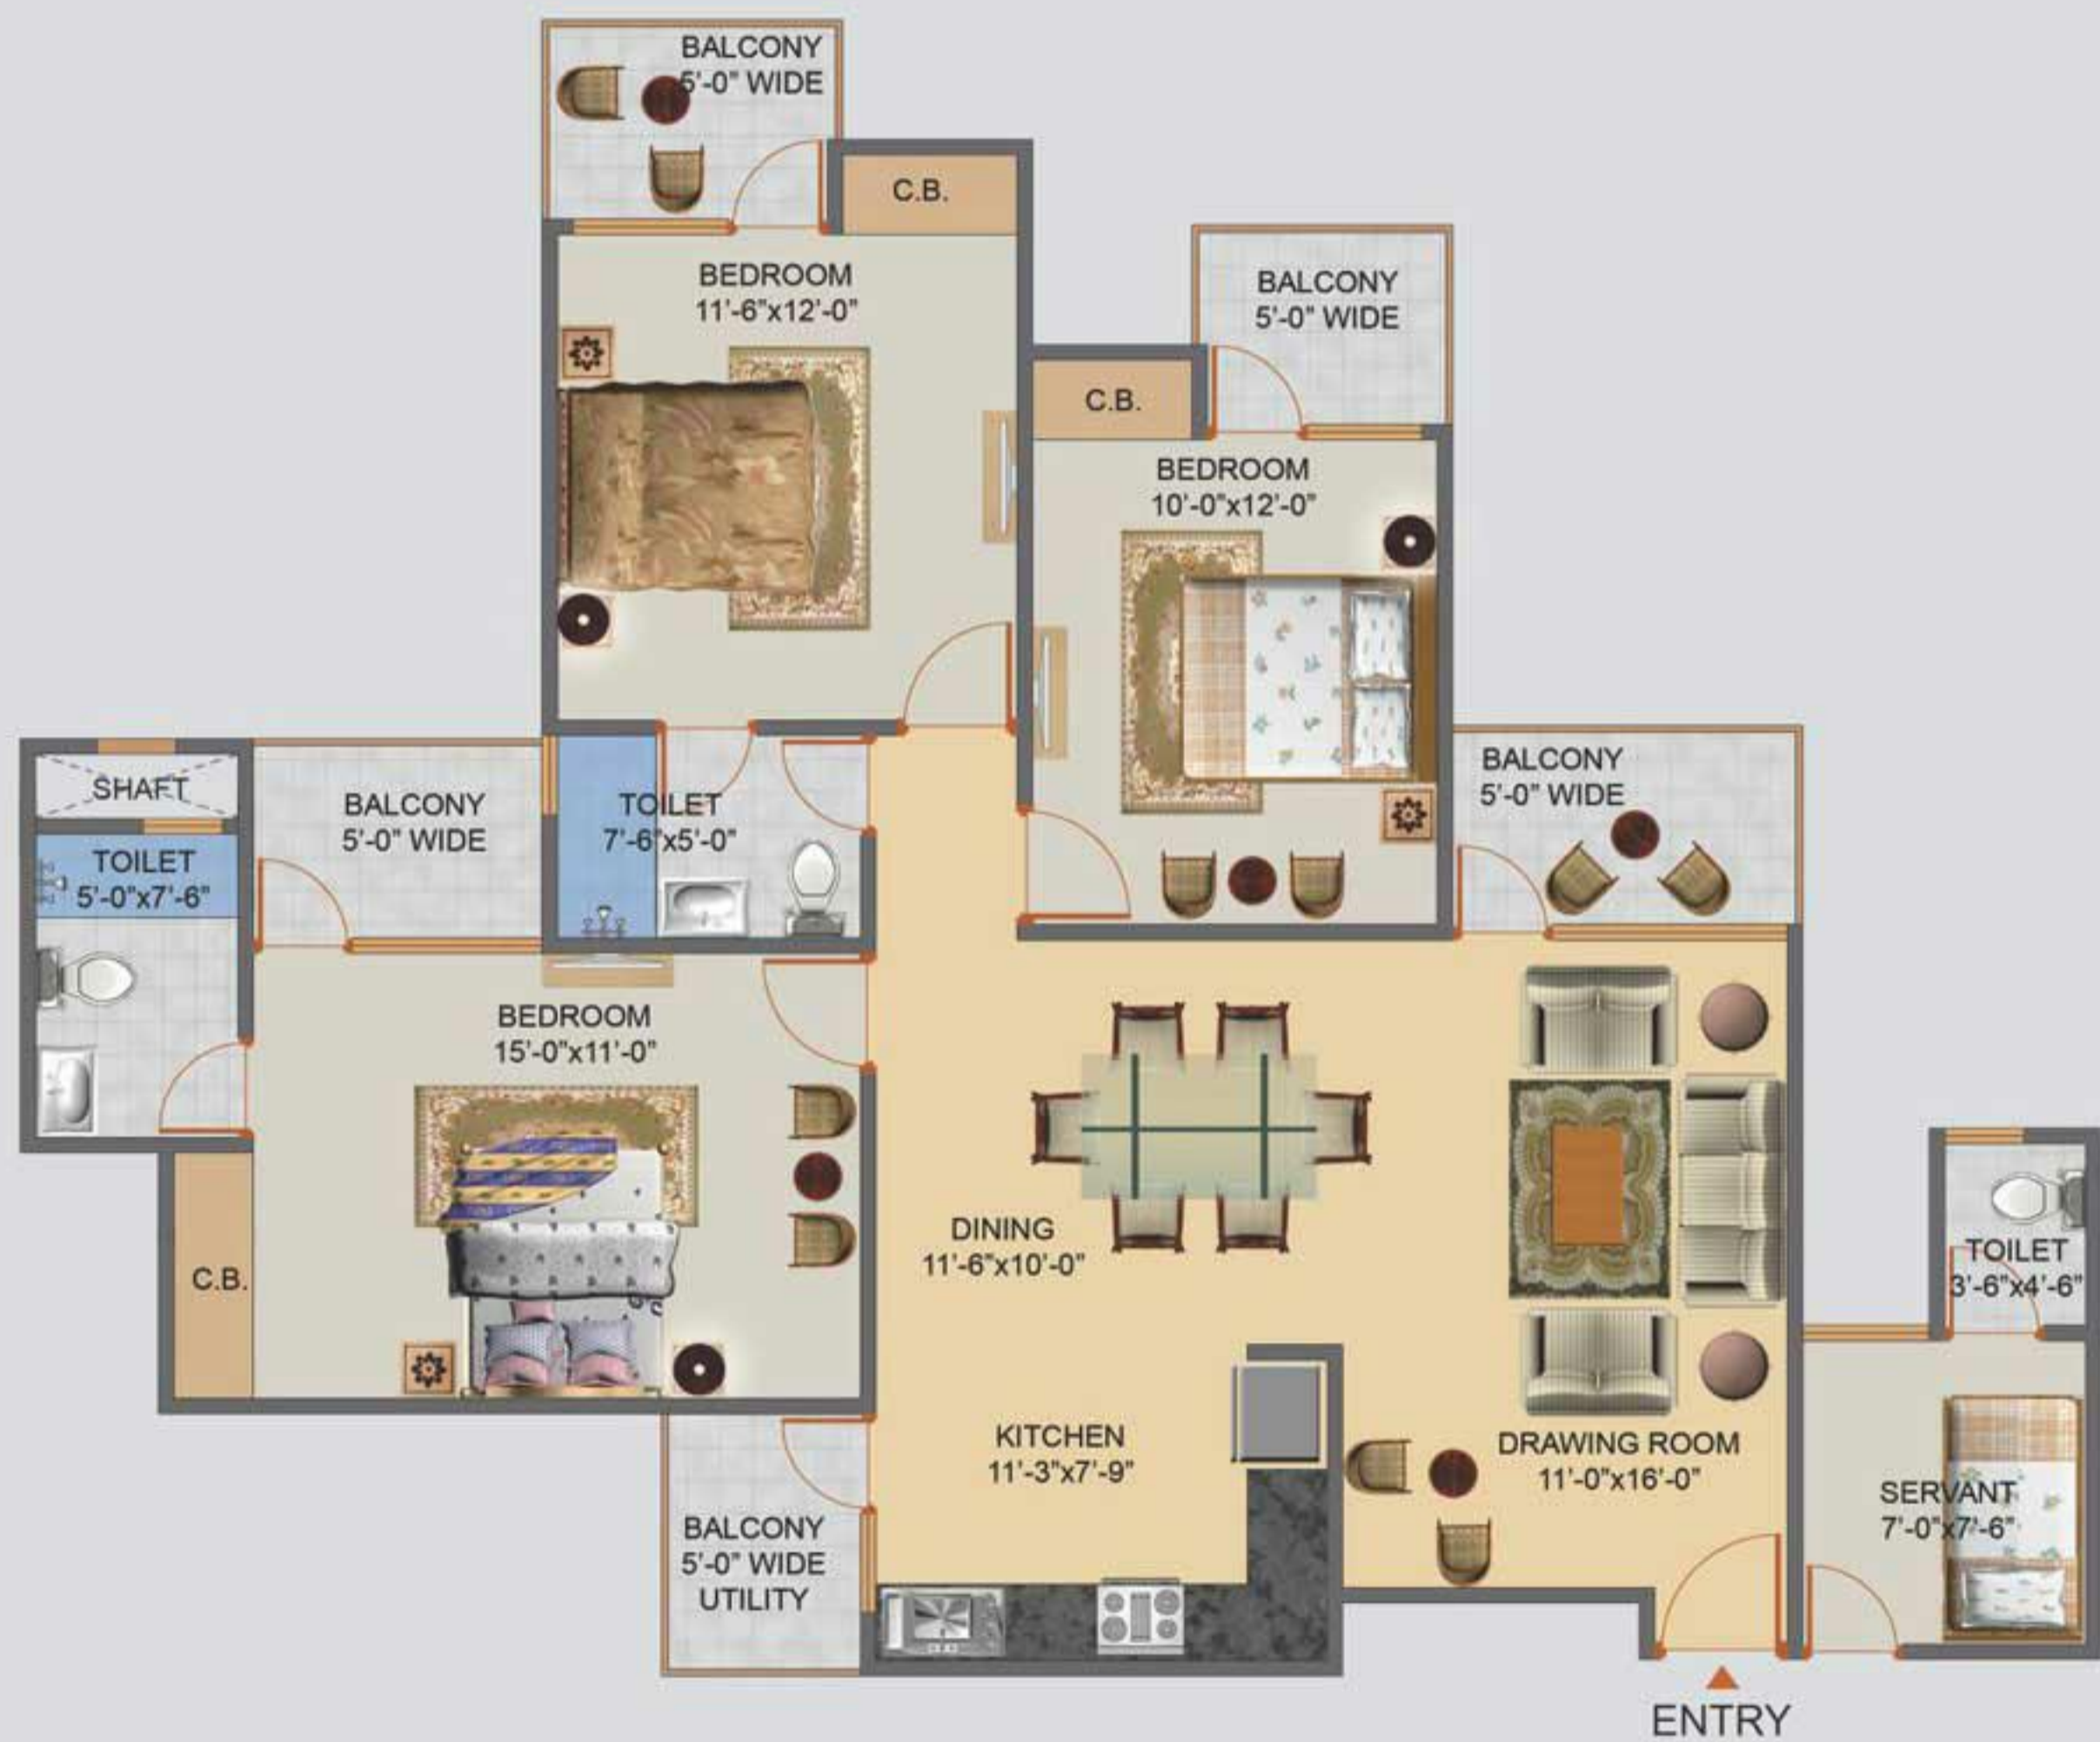 BALCONY
5'-0" WIDE
C.B.
BEDROOM
11'-6"x12'-0"
BALCONY
5'-0" WIDE
C.B.
BEDROOM
10'-0"x12'-0"
SHAFT
BALCONY
5'-0" WIDE
TOILET
7'-6"x5'-0"
BALCONY
5'-0" WIDE
TOILET
5'-0"x7'-6"
BEDROOM
15'-0"x11'-0"
C.B.
DINING
11'-6"x10'-0"
TOILET
3'-6"x4'-6"
KITCHEN
11'-3"x7'-9"
DRAWING ROOM
11'-0"x16'-0"
SERVANT
7'-0"x7'-6"
BALCONY
5'-0" WIDE
UTILITY
ENTRY